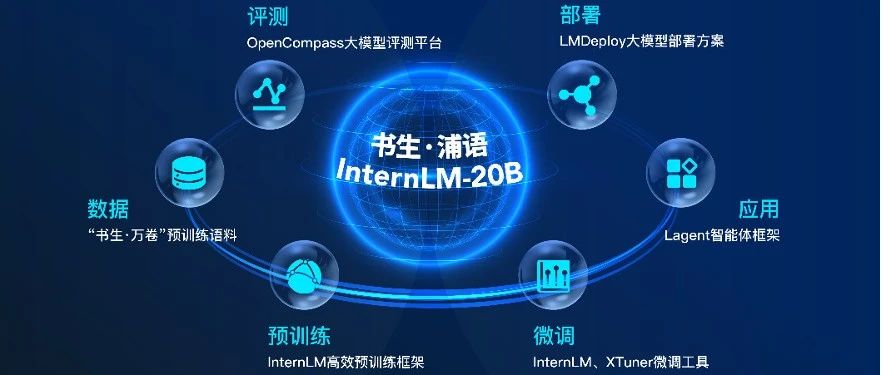 评测
OpenCompass大模型评测平台
部署
LMDeploy大模型部署方案
书生·浦语
InternLM-20B
数据
“书生·万卷”预训练语料
应用
Lagent智能体框架
预训练
InternLM高效预训练框架
微调
InternLM、XTuner微调工具